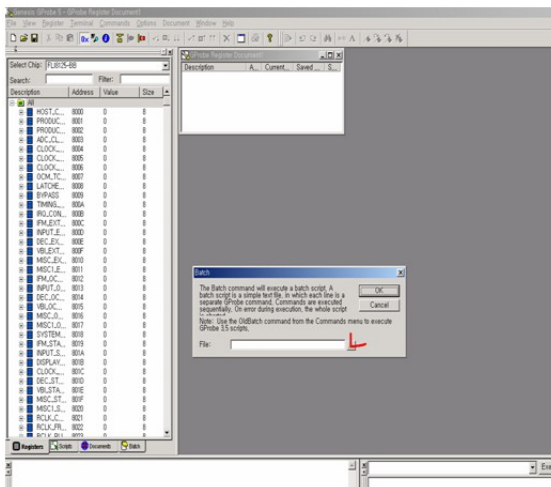 Genesis GProbe 5 - GProbe Register Document1
File View Register Terminal Commands Options Document Window Help
GProbe Register Document1
Description A... Current... Saved ... S...
Select Chip: FLI8125-BB
Search: Filter:
Description Address Value Size
All
HOST_C... 8000 0 8
PRODUC... 8001 0 8
PRODUC... 8002 0 8
ADC_CL... 8003 0 8
CLOCK_... 8004 0 8
CLOCK_... 8005 0 8
CLOCK_... 8006 0 8
OCM_TC... 8007 0 8
LATCHE... 8008 0 8
BYPASS 8009 0 8
TIMING_... 800A 0 8
IRQ_CON... 800B 0 8
IFM_EXT... 800C 0 8
INPUT_E... 800D 0 8
DEC_EX... 800E 0 8
VBI_EXT... 800F 0 8
MISC_EX... 8010 0 8
MISC1_E... 8011 0 8
IFM_OC... 8012 0 8
INPUT_O... 8013 0 8
DEC_OC... 8014 0 8
VBI_OC... 8015 0 8
MISC_O... 8016 0 8
MISC1_O... 8017 0 8
SYSTEM_... 8018 0 8
IFM_STA... 8019 0 8
INPUT_S... 801A 0 8
DISPLAY... 801B 0 8
CLOCK_... 801C 0 8
DEC_ST... 801D 0 8
VBI_STA... 801E 0 8
MISC_ST... 801F 0 8
MISC1_S... 8020 0 8
RCLK_C... 8021 0 8
RCLK_FR... 8022 0 8
RCLK_PU... 8023 0 8
Registers Scripts Documents Batch
Batch
The Batch command will execute a batch script. A
batch script is a simple text file, in which each line is a
separate GProbe command. Commands are executed
sequentially. On error during execution, the whole script
Note: Use the OldBatch command from the Commands menu to execute
GProbe 3.5 scripts.
OK
Cancel
File: